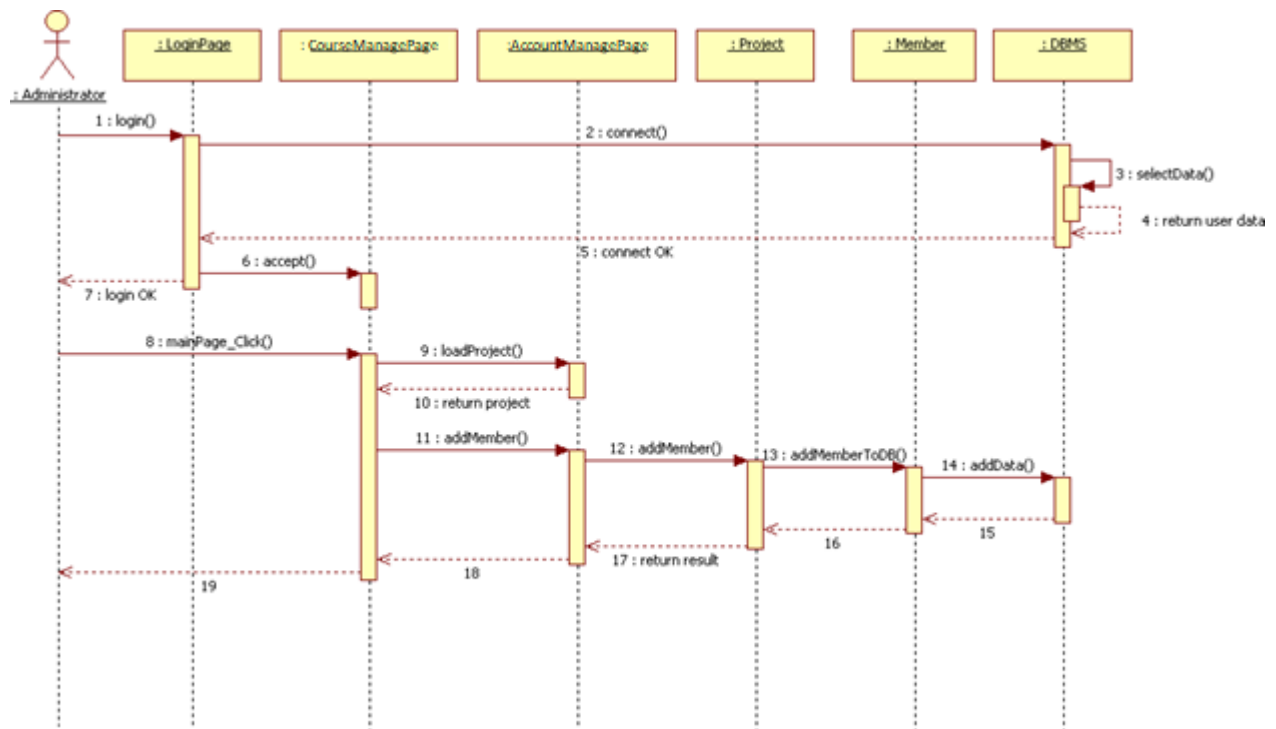 : LoginPage
: CourseManagePage
:AccountManagePage
: Project
: Member
: DBMS
: Administrator
1 : login()
2 : connect()
3 : selectData()
4 : return user data
5 : connect OK
6 : accept()
7 : login OK
8 : mainPage_Click()
9 : loadProject()
10 : return project
11 : addMember()
12 : addMember()
13 : addMemberToDB()
14 : addData()
15
16
17 : return result
18
19